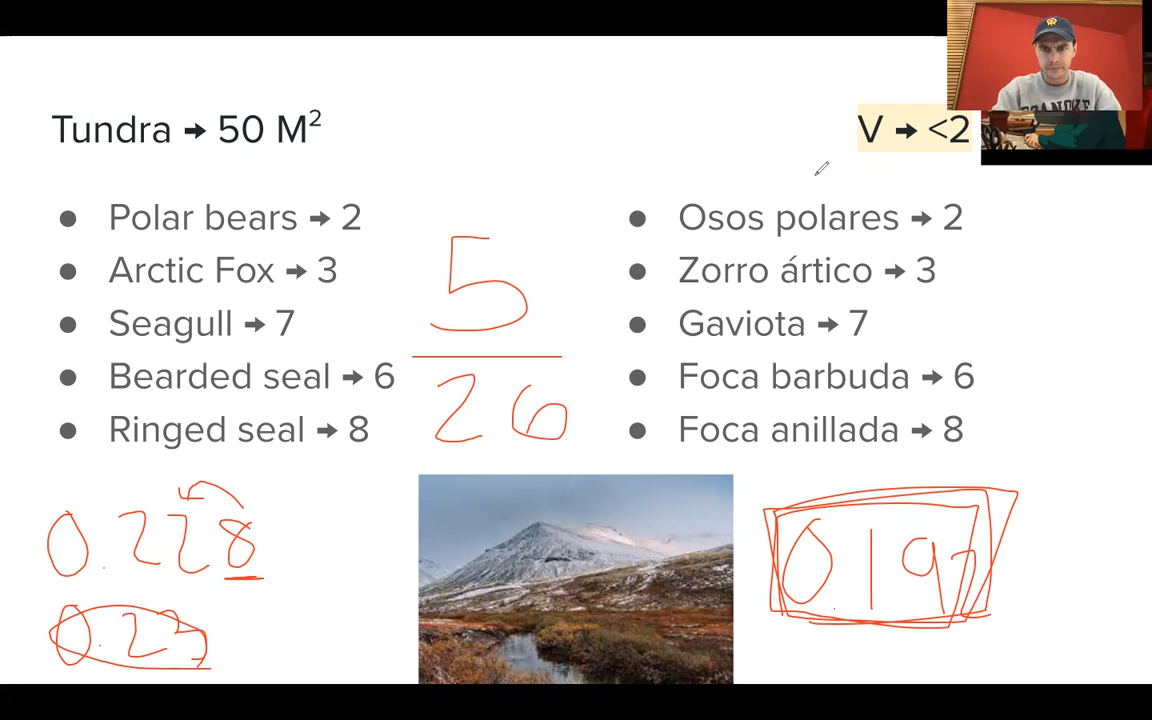 Tundra → 50 M²
V → <2
● Polar bears → 2
● Arctic Fox → 3
● Seagull → 7
● Bearded seal → 6
● Ringed seal → 8
● Osos polares → 2
● Zorro ártico → 3
● Gaviota → 7
● Foca barbuda → 6
● Foca anillada → 8
5
26
0.228
0.23
0.19